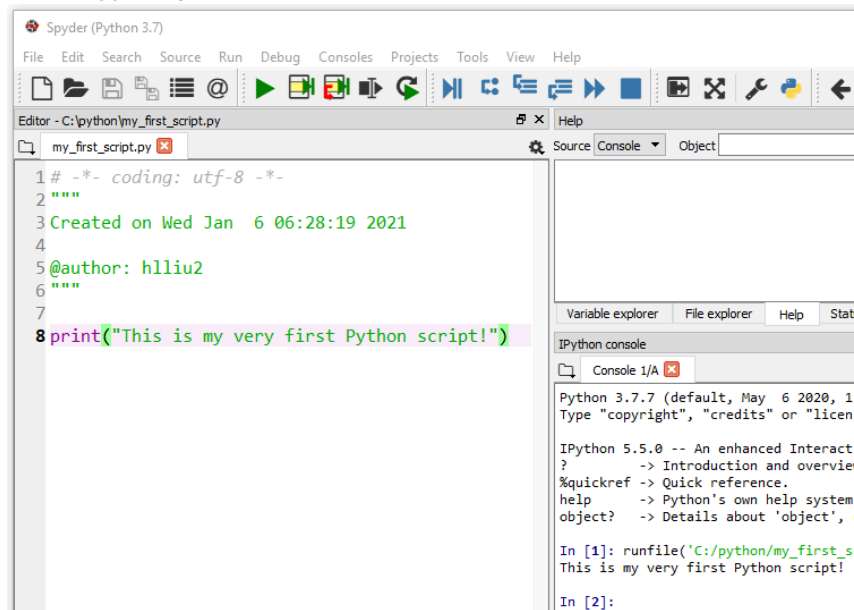 Spyder (Python 3.7)
File Edit Search Source Run Debug Consoles Projects Tools View Help
Editor - C:\python\my_first_script.py
my_first_script.py
1 # -*- coding: utf-8 -*-
2 """
3 Created on Wed Jan  6 06:28:19 2021
4
5 @author: hlliu2
6 """
7
8 print("This is my very first Python script!")
Help
Source Console Object
Variable explorer File explorer Help Stat
IPython console
Console 1/A
Python 3.7.7 (default, May  6 2020, 1
Type "copyright", "credits" or "licen
IPython 5.5.0 -- An enhanced Interact
?         -> Introduction and overvie
%quickref -> Quick reference.
help      -> Python's own help system
object?   -> Details about 'object',
In [1]: runfile('C:/python/my_first_s
This is my very first Python script!
In [2]: